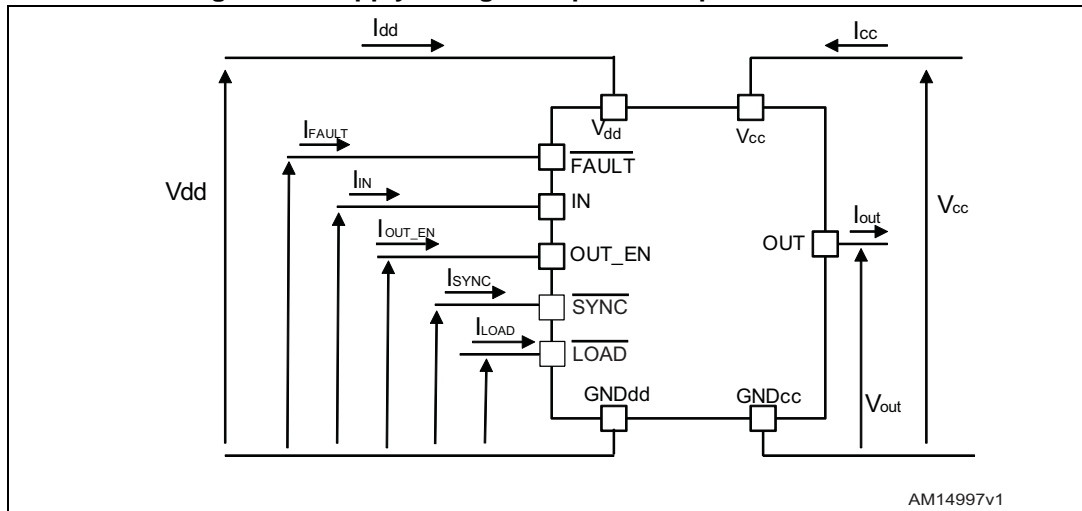 Idd
Icc
Vdd
Vcc
IFAULT
FAULT
Vdd
IIN
IN
Vcc
Iout
IOUT_EN
OUT
OUT_EN
ISYNC
SYNC
ILOAD
LOAD
GNDdd
GNDcc
Vout
AM14997v1